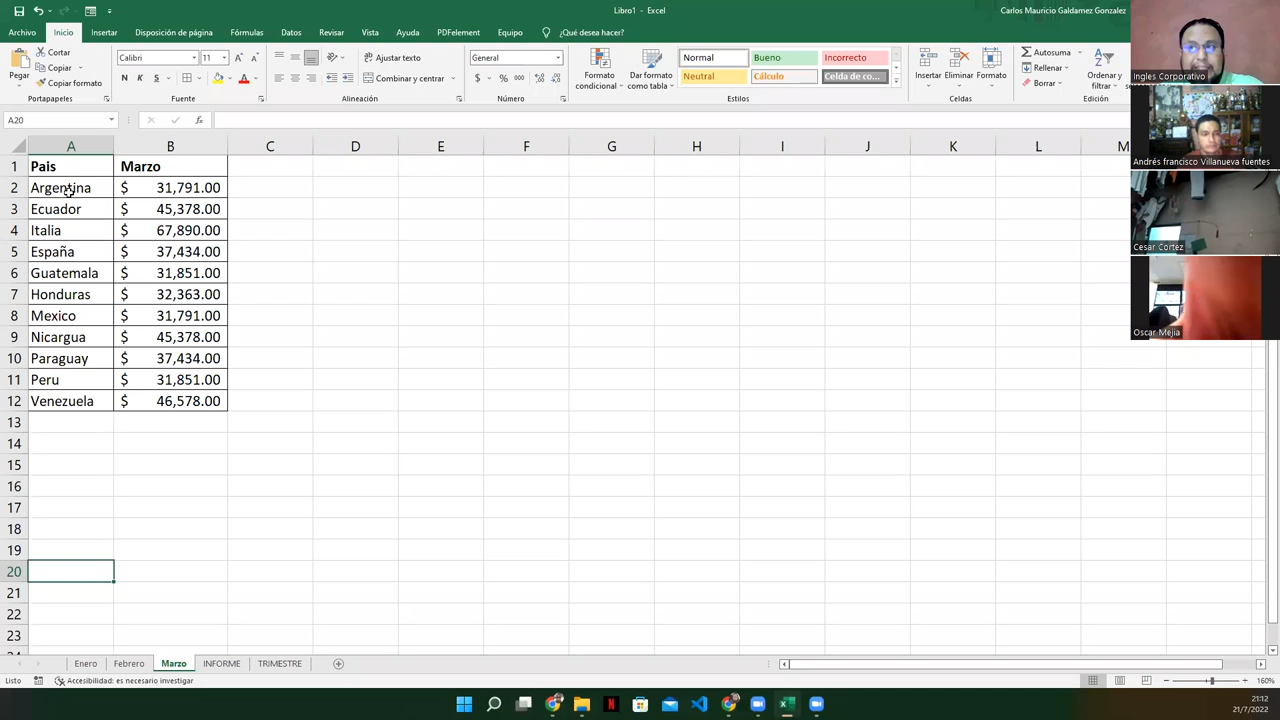 Libro1 - Excel
Carlos Mauricio Galdamez Gonzalez
Archivo Inicio Insertar Disposición de página Fórmulas Datos Revisar Vista Ayuda PDFelement Equipo ¿Qué desea hacer?
Pegar
Cortar
Copiar
Copiar formato
Portapapeles
Calibri 11
N K S
Fuente
Ajustar texto
Combinar y centrar
Alineación
General
$ % 000
Número
Formato condicional
Dar formato como tabla
Normal Bueno Incorrecto
Neutral Cálculo Celda de co...
Estilos
Insertar Eliminar Formato
Celdas
Autosuma
Rellenar
Borrar
Ordenar y filtrar
Edición
A20
fx
A B C D E F G H I J K L M
1 Pais Marzo
2 Argentina $ 31,791.00
3 Ecuador $ 45,378.00
4 Italia $ 67,890.00
5 España $ 37,434.00
6 Guatemala $ 31,851.00
7 Honduras $ 32,363.00
8 Mexico $ 31,791.00
9 Nicargua $ 45,378.00
10 Paraguay $ 37,434.00
11 Peru $ 31,851.00
12 Venezuela $ 46,578.00
13
14
15
16
17
18
19
20
21
22
23
Ingles Corporativo
Andrés francisco Villanueva fuentes
Cesar Cortez
Oscar Mejia
Enero Febrero Marzo INFORME TRIMESTRE
Listo
Accesibilidad: es necesario investigar
160%
21:12
21/7/2022